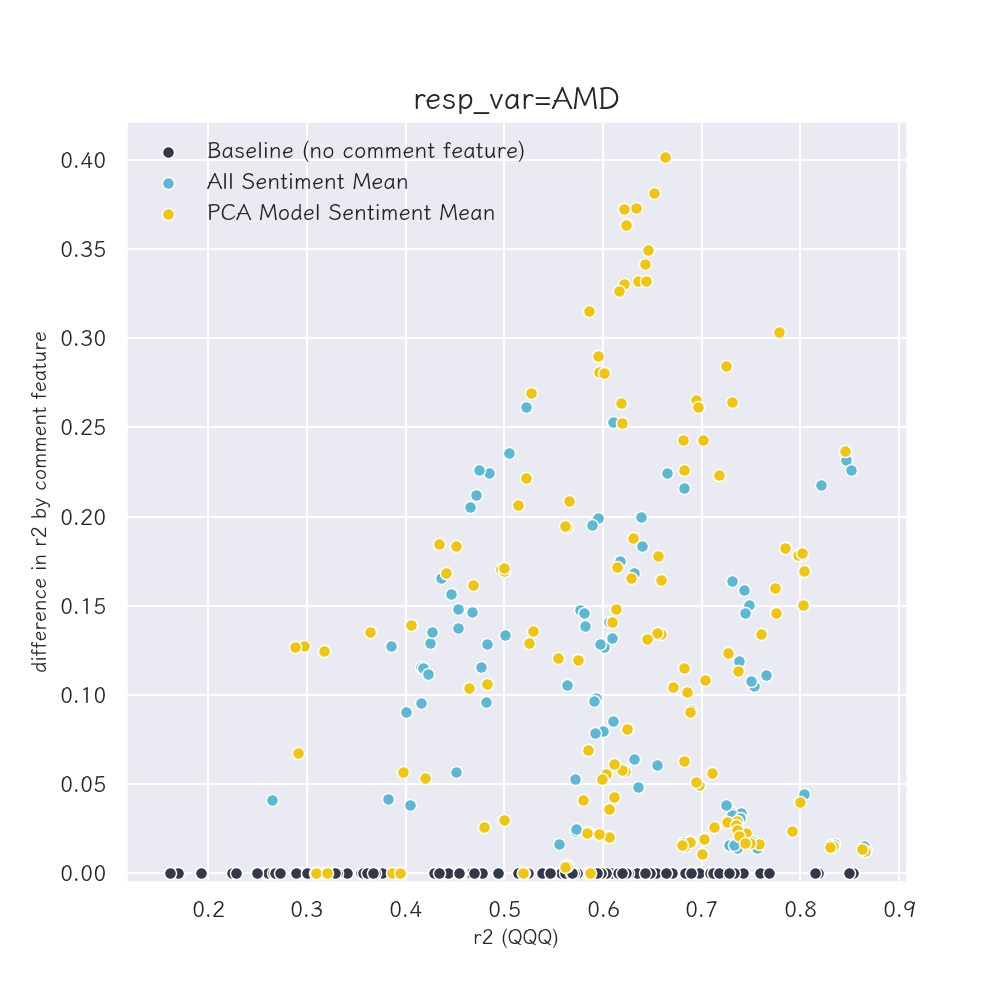 resp_var=AMD
Baseline (no comment feature)
All Sentiment Mean
PCA Model Sentiment Mean
0.40
0.35
0.30
0.25
0.20
0.15
0.10
0.05
0.00
difference in r2 by comment feature
0.2 0.3 0.4 0.5 0.6 0.7 0.8 0.9
r2 (QQQ)